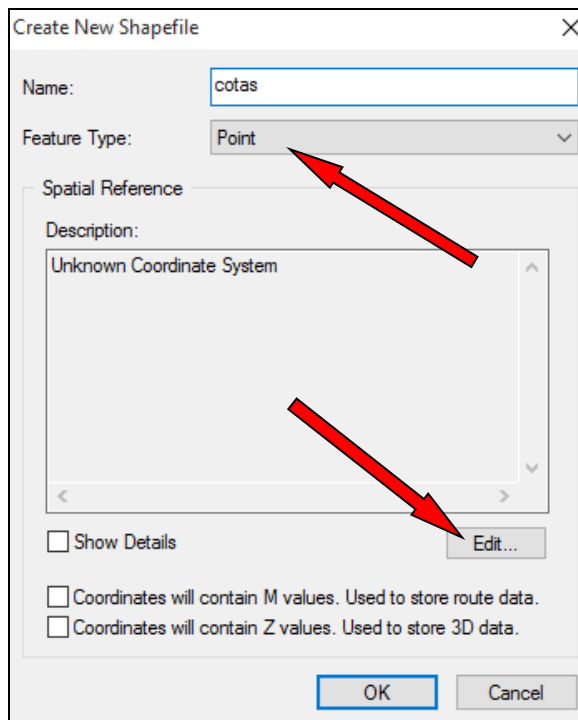 Create New Shapefile
Name: cotas
Feature Type: Point
Spatial Reference
Description:
Unknown Coordinate System
Show Details
Edit...
Coordinates will contain M values. Used to store route data.
Coordinates will contain Z values. Used to store 3D data.
OK Cancel